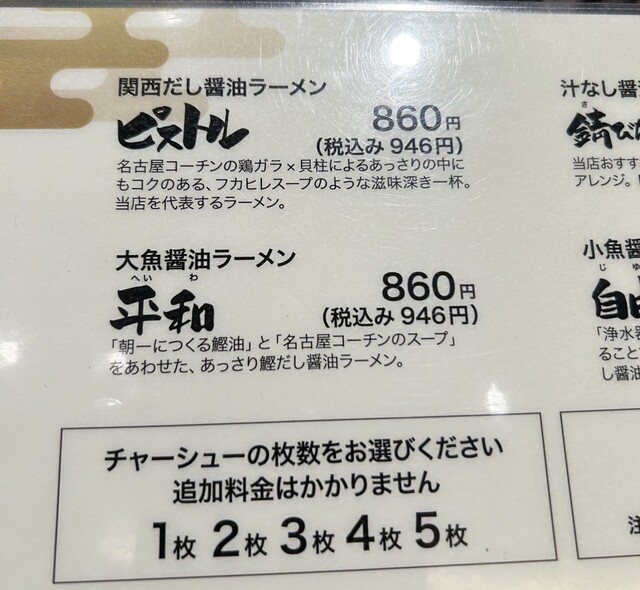 関西だし醤油ラーメン
ピストル
860円
(税込み 946円)
名古屋コーチンの鶏ガラ×貝柱によるあっさりの中に
もコクのある、フカヒレスープのような滋味深き一杯。
当店を代表するラーメン。
大魚醤油ラーメン
へいわ
平和
860円
(税込み 946円)
「朝一につくる鰹油」と「名古屋コーチンのスープ」
をあわせた、あっさり鰹だし醤油ラーメン。
チャーシューの枚数をお選びください
追加料金はかかりません
1枚 2枚 3枚 4枚 5枚
汁なし醤
さ
錆び
当店おすす
アレンジ。
小魚醤
じゆ
自由
「浄水器
ること
し醤油
注